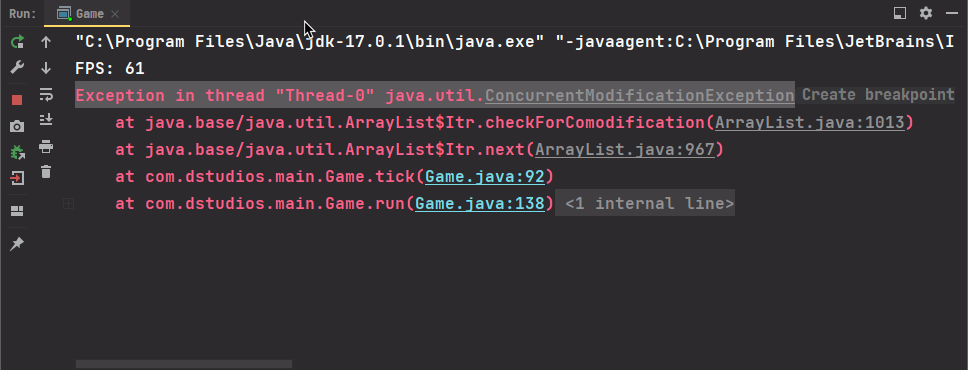 Run: Game
"C:\Program Files\Java\jdk-17.0.1\bin\java.exe" "-javaagent:C:\Program Files\JetBrains\I
FPS: 61
Exception in thread "Thread-0" java.util.ConcurrentModificationException Create breakpoint
at java.base/java.util.ArrayList$Itr.checkForComodification(ArrayList.java:1013)
at java.base/java.util.ArrayList$Itr.next(ArrayList.java:967)
at com.dstudios.main.Game.tick(Game.java:92)
at com.dstudios.main.Game.run(Game.java:138) <1 internal line>